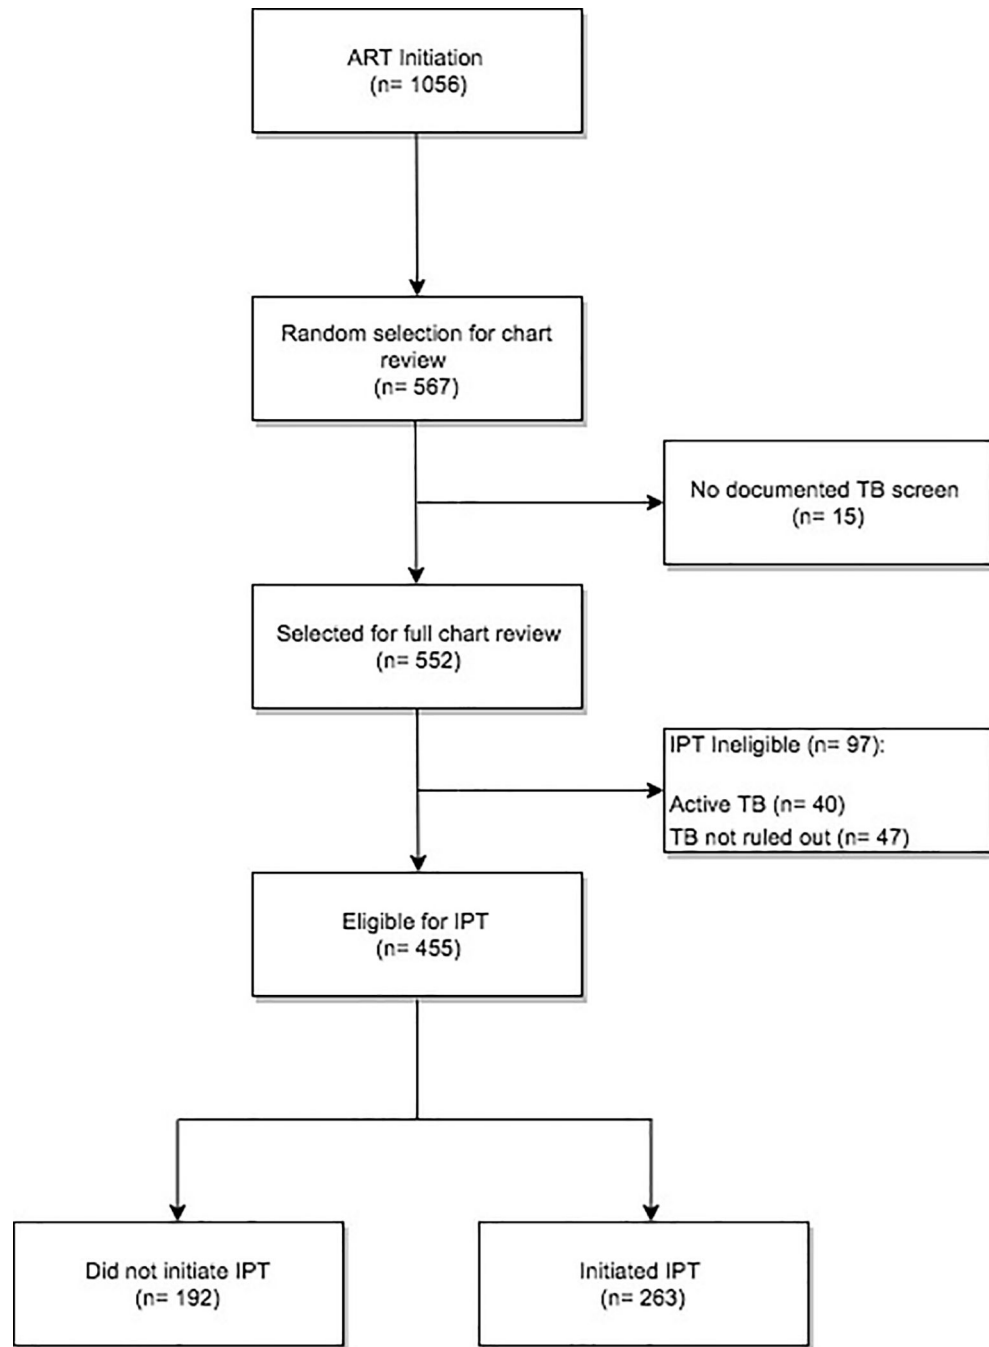 ART Initiation
(n= 1056)
Random selection for chart
review
(n= 567)
No documented TB screen
(n= 15)
Selected for full chart review
(n= 552)
IPT Ineligible (n= 97):
Active TB (n= 40)
TB not ruled out (n= 47)
Eligible for IPT
(n= 455)
Did not initiate IPT
(n= 192)
Initiated IPT
(n= 263)